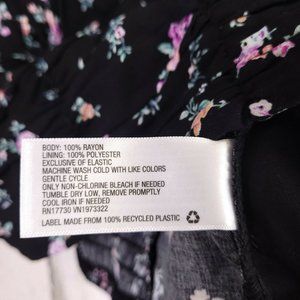 BODY: 100% RAYON
LINING: 100% POLYESTER
EXCLUSIVE OF ELASTIC
MACHINE WASH COLD WITH LIKE COLORS
GENTLE CYCLE
ONLY NON-CHLORINE BLEACH IF NEEDED
TUMBLE DRY LOW, REMOVE PROMPTLY
COOL IRON IF NEEDED
RN17730 VN1973322
LABEL MADE FROM 100% RECYCLED PLASTIC